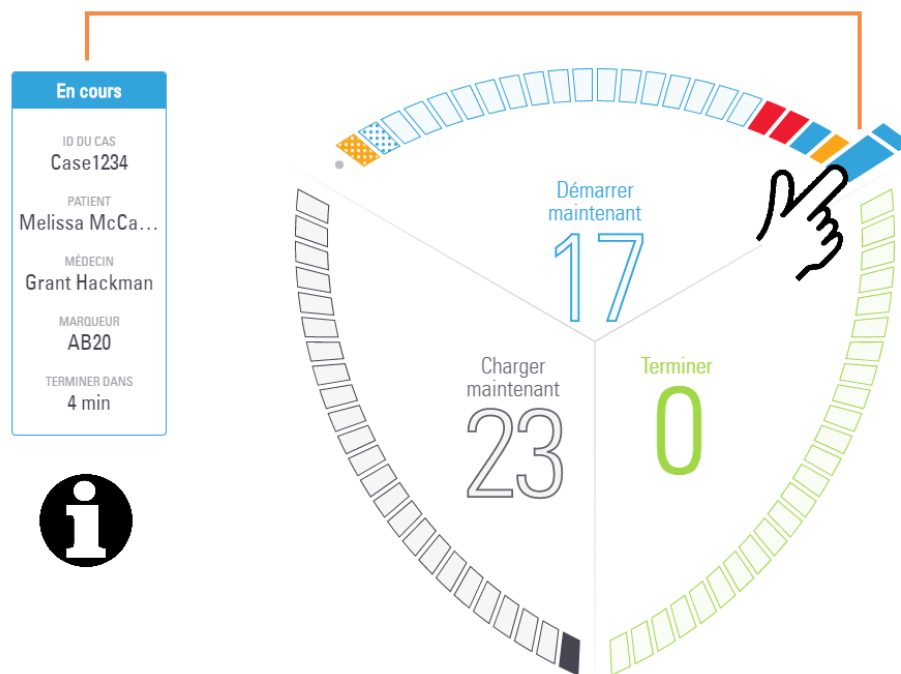 En cours
ID DU CAS
Case1234
PATIENT
Melissa McCa...
MÉDECIN
Grant Hackman
MARQUEUR
AB20
TERMINER DANS
4 min
Démarrer
maintenant
17
Charger
maintenant
23
Terminer
0
i